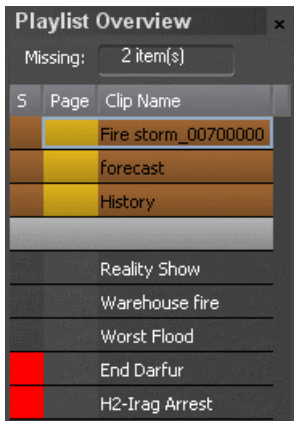 Playlist Overview ×
Missing: 2 item(s)
S Page Clip Name
Fire storm_00700000
forecast
History
Reality Show
Warehouse fire
Worst Flood
End Darfur
H2-Irag Arrest